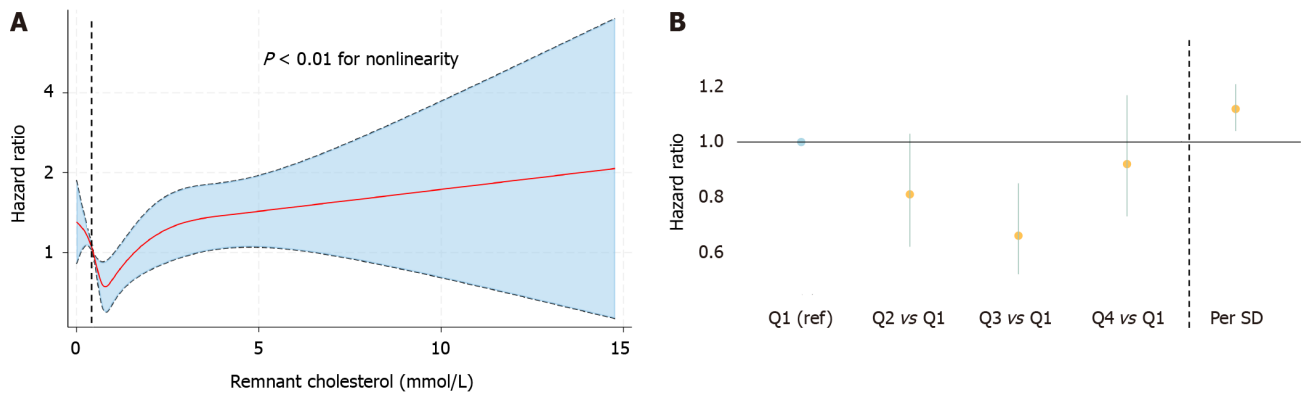 A
P < 0.01 for nonlinearity
Hazard ratio
4
2
1
0
5
10
15
Remnant cholesterol (mmol/L)
B
Hazard ratio
1.2
1.0
0.8
0.6
Q1 (ref)
Q2 vs Q1
Q3 vs Q1
Q4 vs Q1
Per SD